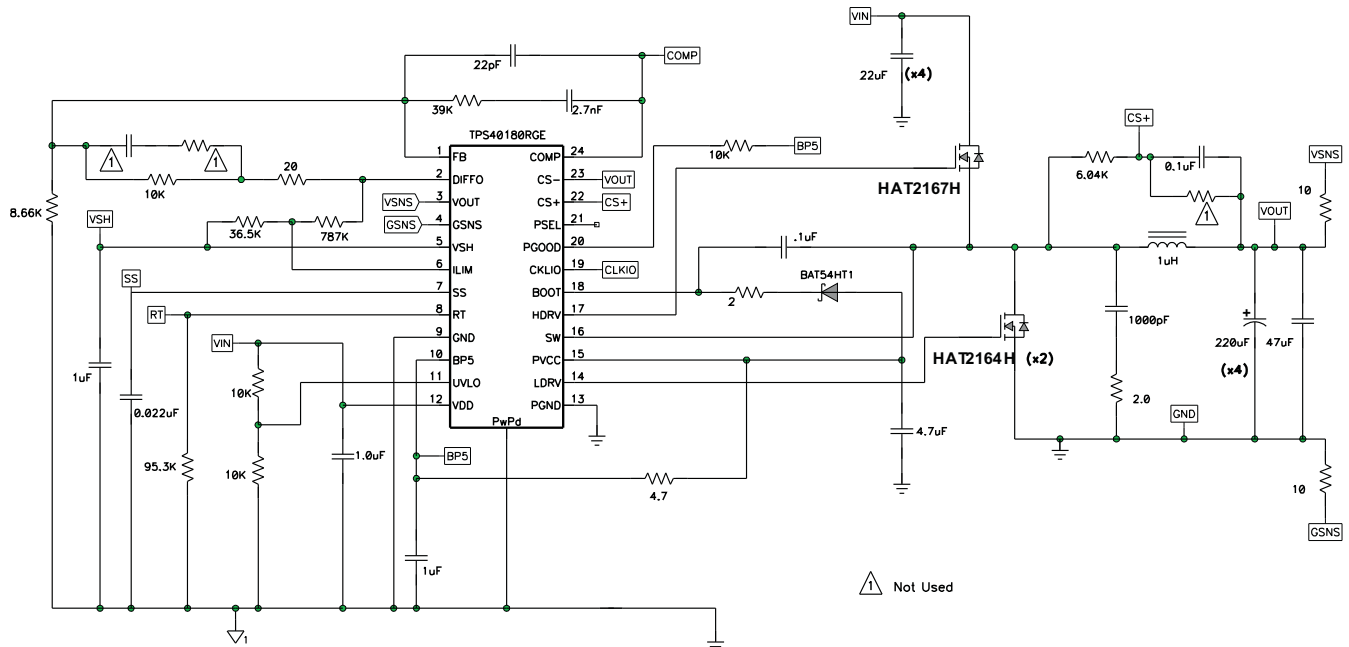 VIN
22uF (x4)
22pF
COMP
39K
2.7nF
TPS40180RGE
1 FB
2 DIFFO
3 VOUT
4 GSNS
5 VSH
6 ILIM
7 SS
8 RT
9 GND
10 BP5
11 UVLO
12 VDD
COMP 24
CS- 23
CS+ 22
PSEL 21
PGOOD 20
CKLIO 19
BOOT 18
HDRV 17
SW 16
PVCC 15
LDRV 14
PGND 13
PwPd
1
1
10K
20
8.66K
VSNS
GSNS
VSH
36.5K
787K
SS
RT
VIN
1uF
0.022uF
95.3K
10K
10K
1.0uF
BP5
1uF
4.7
10K
BP5
VOUT
CS+
CLKIO
.1uF
2
BAT54HT1
4.7uF
HAT2167H
HAT2164H (x2)
CS+
6.04K
0.1uF
1
VSNS
10
VOUT
1uH
1000pF
2.0
+
220uF
(x4)
47uF
GND
10
GSNS
1 Not Used
1